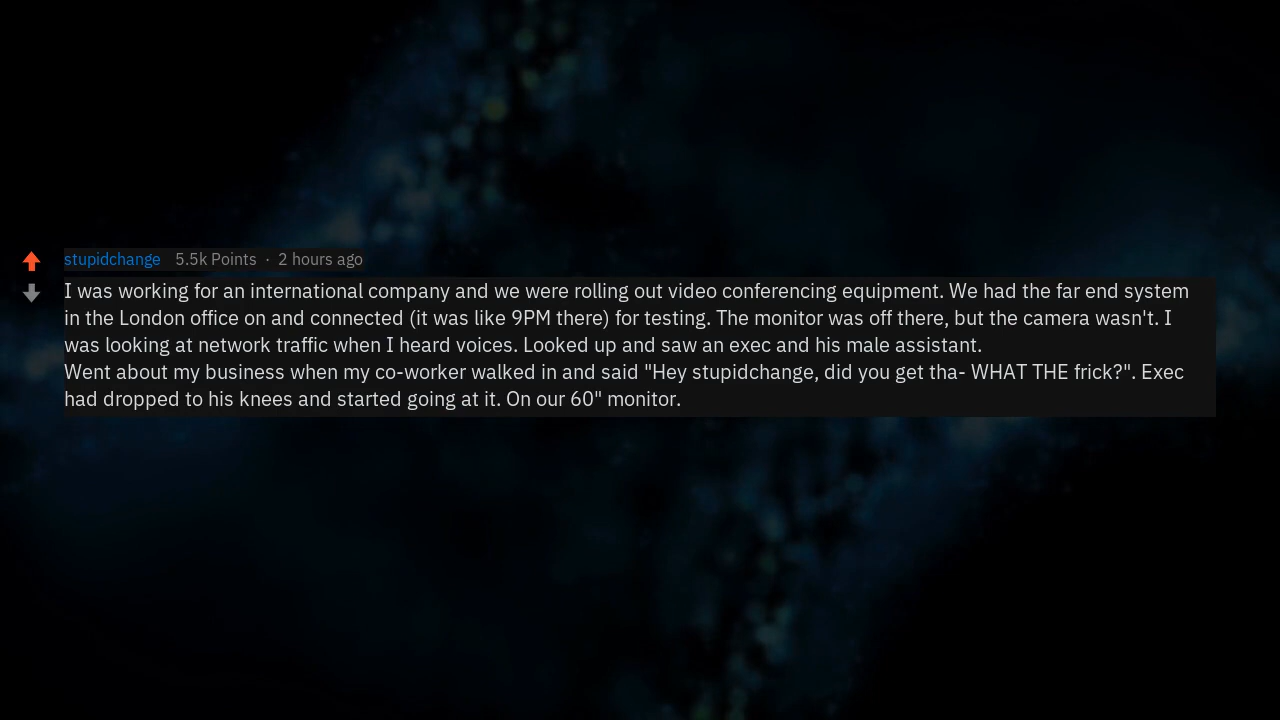 stupidchange 5.5k Points · 2 hours ago
I was working for an international company and we were rolling out video conferencing equipment. We had the far end system
in the London office on and connected (it was like 9PM there) for testing. The monitor was off there, but the camera wasn't. I
was looking at network traffic when I heard voices. Looked up and saw an exec and his male assistant.
Went about my business when my co-worker walked in and said "Hey stupidchange, did you get tha- WHAT THE frick?". Exec
had dropped to his knees and started going at it. On our 60" monitor.